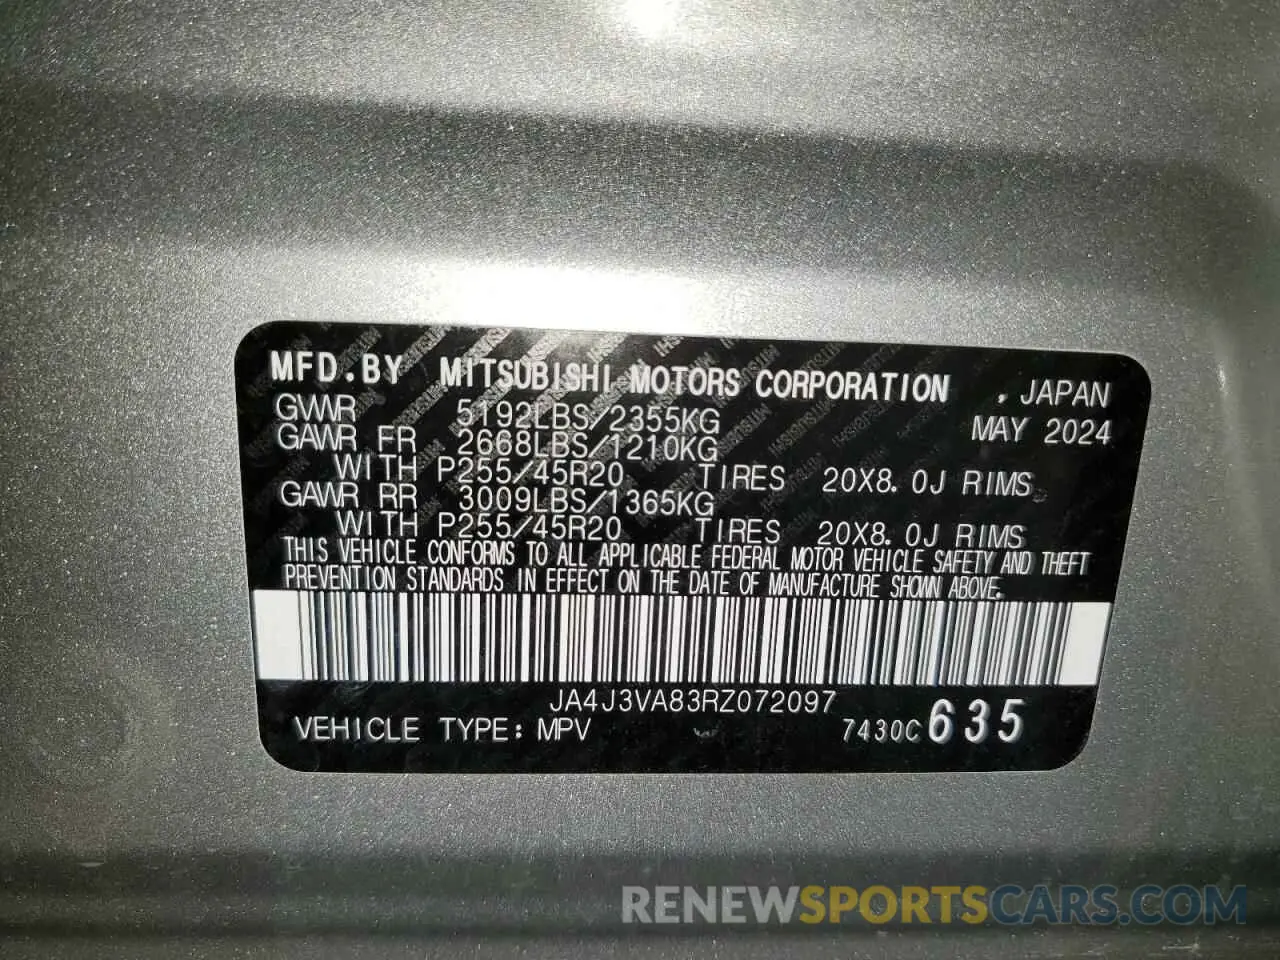 MFD.BY MITSUBISHI MOTORS CORPORATION , JAPAN
GVWR 5192LBS/2355KG MAY 2024
GAWR FR 2668LBS/1210KG
WITH P255/45R20 TIRES 20X8.0J RIMS
GAWR RR 3009LBS/1365KG
WITH P255/45R20 TIRES 20X8.0J RIMS
THIS VEHICLE CONFORMS TO ALL APPLICABLE FEDERAL MOTOR VEHICLE SAFETY AND THEFT
PREVENTION STANDARDS IN EFFECT ON THE DATE OF MANUFACTURE SHOWN ABOVE.
JA4J3VA83RZ072097
VEHICLE TYPE: MPV 7430C 635
RENEWSPORTSCARS.COM